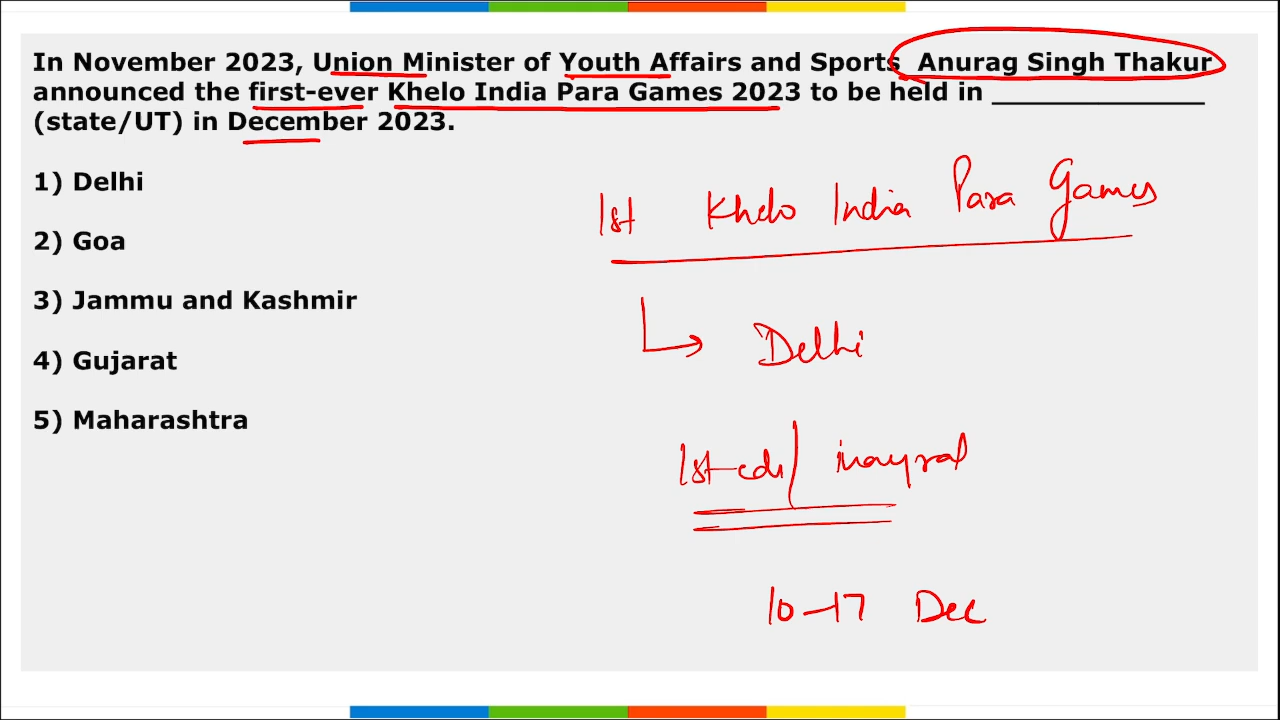 In November 2023, Union Minister of Youth Affairs and Sports Anurag Singh Thakur
announced the first-ever Khelo India Para Games 2023 to be held in _______________
(state/UT) in December 2023.
1) Delhi
2) Goa
3) Jammu and Kashmir
4) Gujarat
5) Maharashtra
1st Khelo India Para Games
Delhi
1st
10-17 Dec